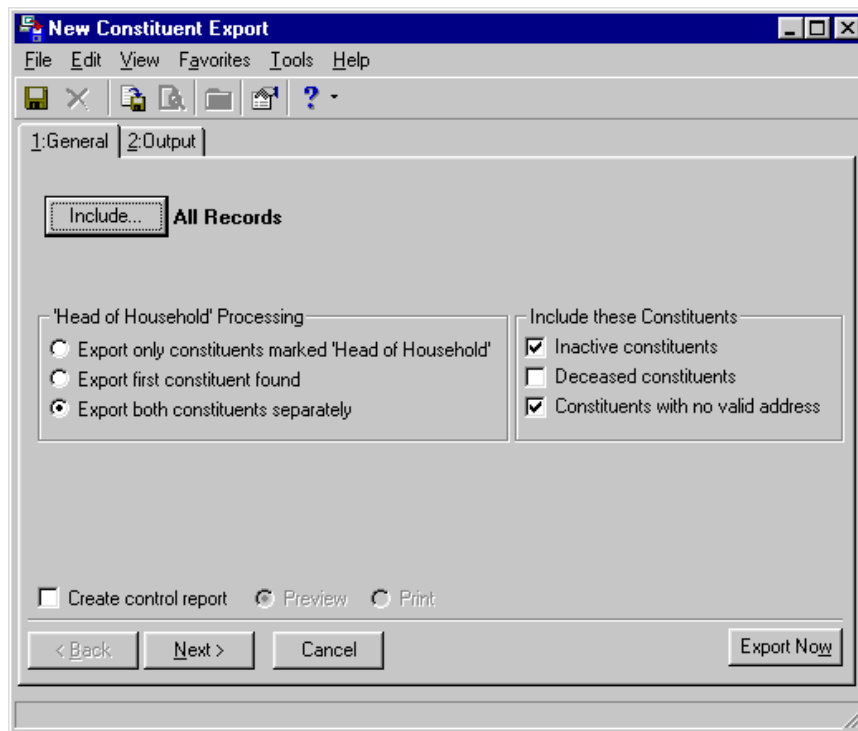 New Constituent Export
File Edit View Favorites Tools Help
?
1:General 2:Output
Include... All Records
'Head of Household' Processing
Export only constituents marked 'Head of Household'
Export first constituent found
Export both constituents separately
Include these Constituents
Inactive constituents
Deceased constituents
Constituents with no valid address
Create control report Preview Print
< Back Next > Cancel Export Now